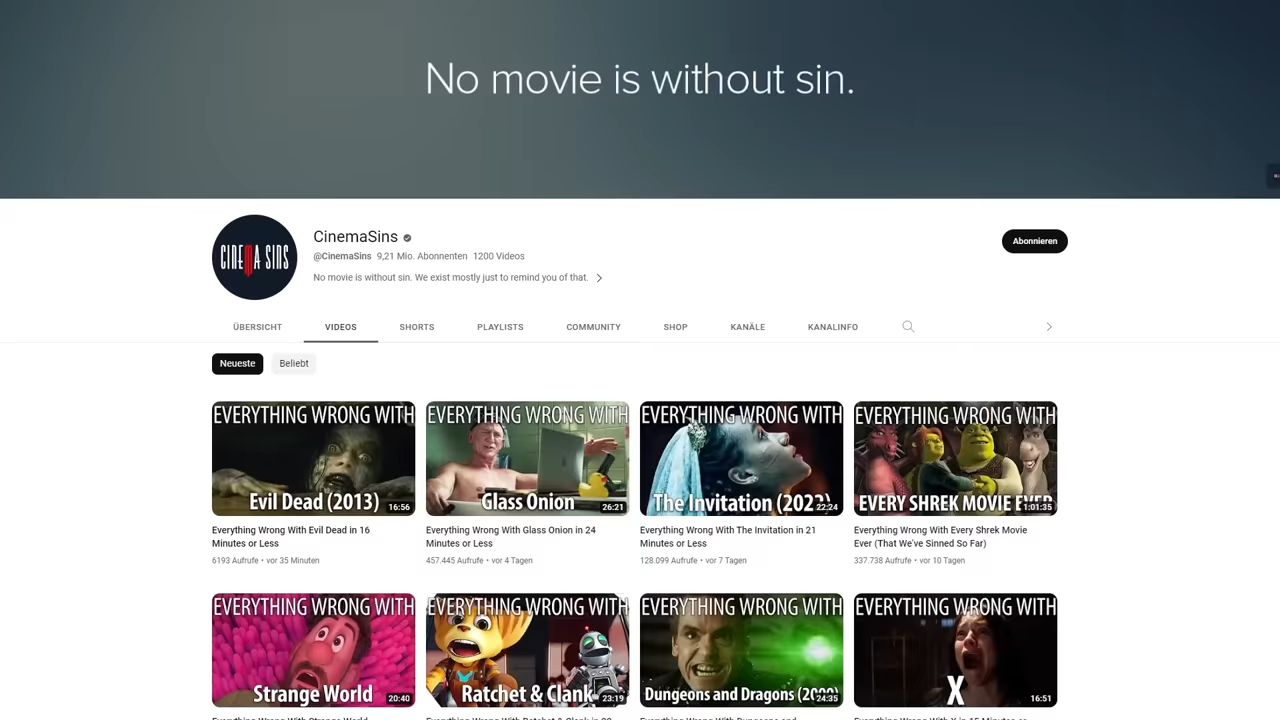 No movie is without sin.
CINEMA SINS
CinemaSins
@CinemaSins 9,21 Mio. Abonnenten 1200 Videos
No movie is without sin. We exist mostly just to remind you of that.
Abonnieren
ÜBERSICHT VIDEOS SHORTS PLAYLISTS COMMUNITY SHOP KANÄLE KANALINFO
Neueste Beliebt
EVERYTHING WRONG WITH
Evil Dead (2013)
16:56
EVERYTHING WRONG WITH
Glass Onion
26:21
EVERYTHING WRONG WITH
The Invitation (2022)
22:24
EVERYTHING WRONG WITH
EVERY SHREK MOVIE EVER
1:01:35
Everything Wrong With Evil Dead in 16
Minutes or Less
6193 Aufrufe • vor 35 Minuten
Everything Wrong With Glass Onion in 24
Minutes or Less
457.445 Aufrufe • vor 4 Tagen
Everything Wrong With The Invitation in 21
Minutes or Less
128.099 Aufrufe • vor 7 Tagen
Everything Wrong With Every Shrek Movie
Ever (That We've Sinned So Far)
337.738 Aufrufe • vor 10 Tagen
EVERYTHING WRONG WITH
Strange World
20:40
EVERYTHING WRONG WITH
Ratchet & Clank
23:19
EVERYTHING WRONG WITH
Dungeons and Dragons (2000)
24:35
EVERYTHING WRONG WITH
X
16:51